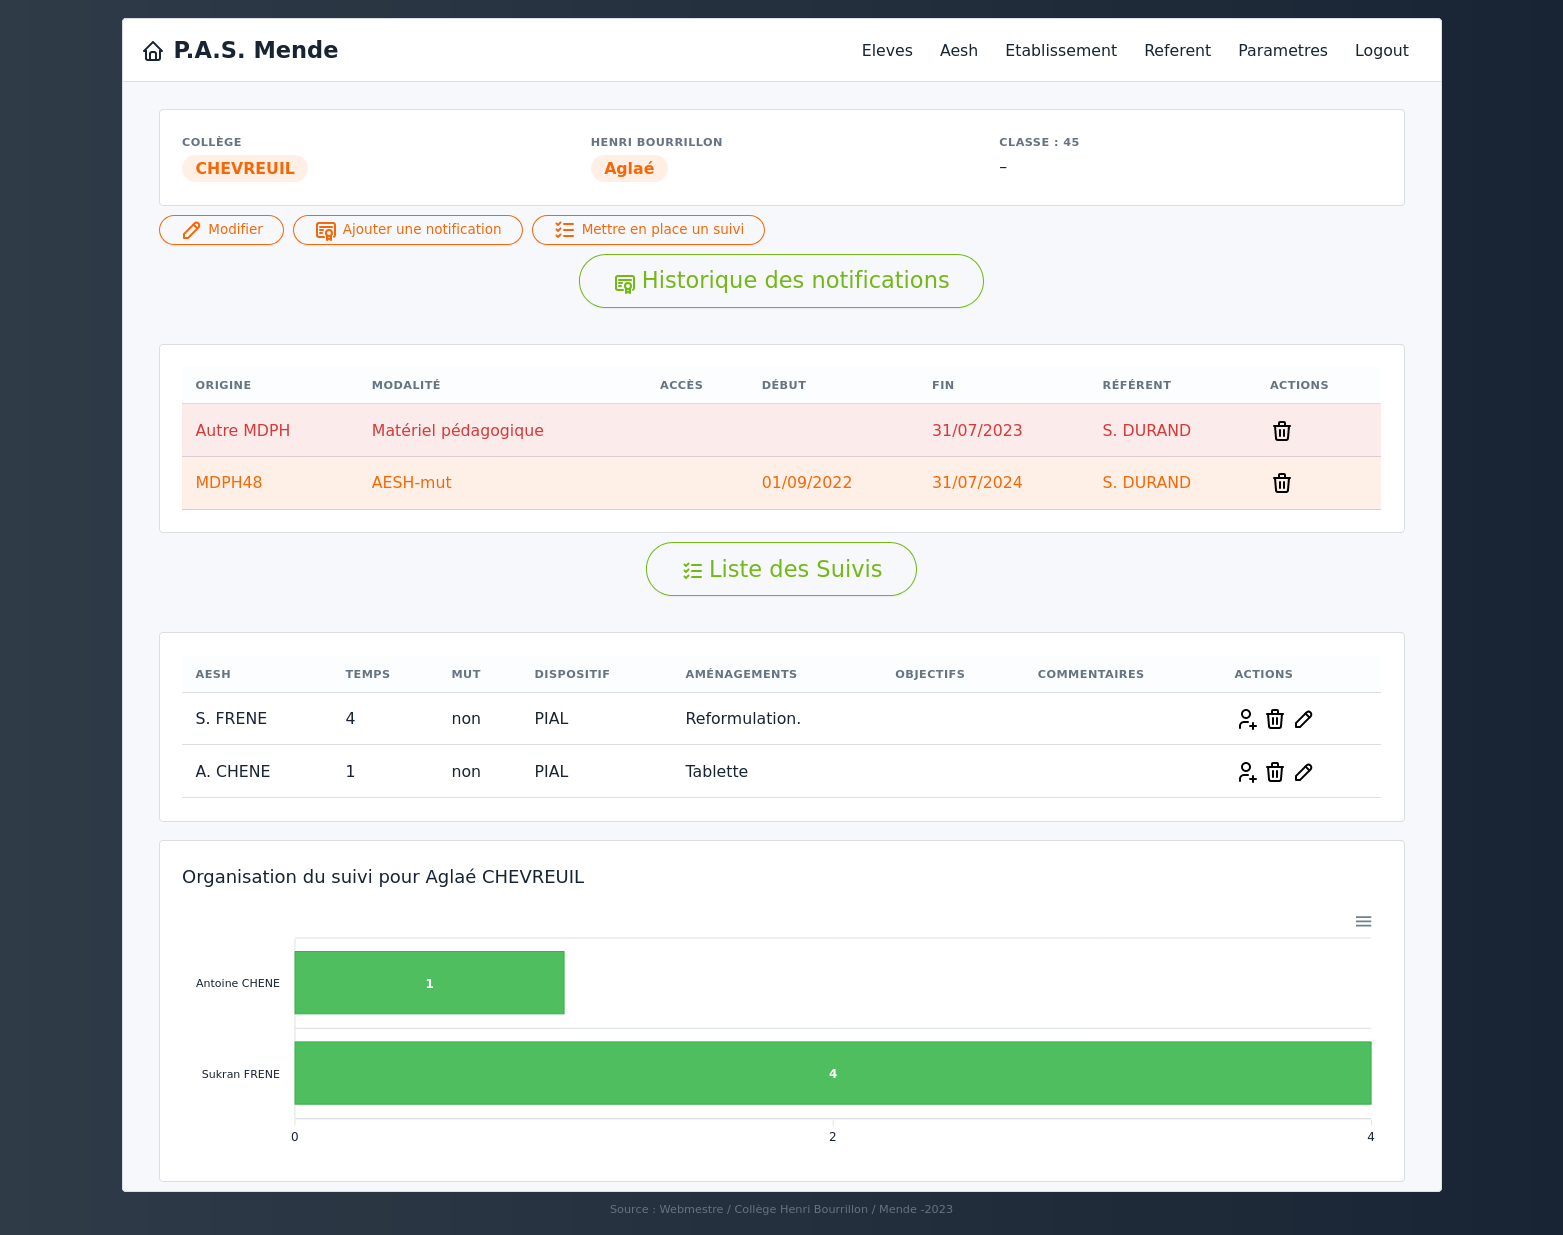 P.A.S. Mende Eleves Aesh Etablissement Referent Parametres Logout
COLLÈGE HENRI BOURRILLON CLASSE : 45
CHEVREUIL Aglaé –
Modifier Ajouter une notification Mettre en place un suivi
Historique des notifications
ORIGINE MODALITÉ ACCÈS DÉBUT FIN RÉFÉRENT ACTIONS
Autre MDPH Matériel pédagogique 31/07/2023 S. DURAND
MDPH48 AESH-mut 01/09/2022 31/07/2024 S. DURAND
Liste des Suivis
AESH TEMPS MUT DISPOSITIF AMÉNAGEMENTS OBJECTIFS COMMENTAIRES ACTIONS
S. FRENE 4 non PIAL Reformulation.
A. CHENE 1 non PIAL Tablette
Organisation du suivi pour Aglaé CHEVREUIL
Antoine CHENE 1
Sukran FRENE 4
0 2 4
Source : Webmestre / Collège Henri Bourrillon / Mende -2023